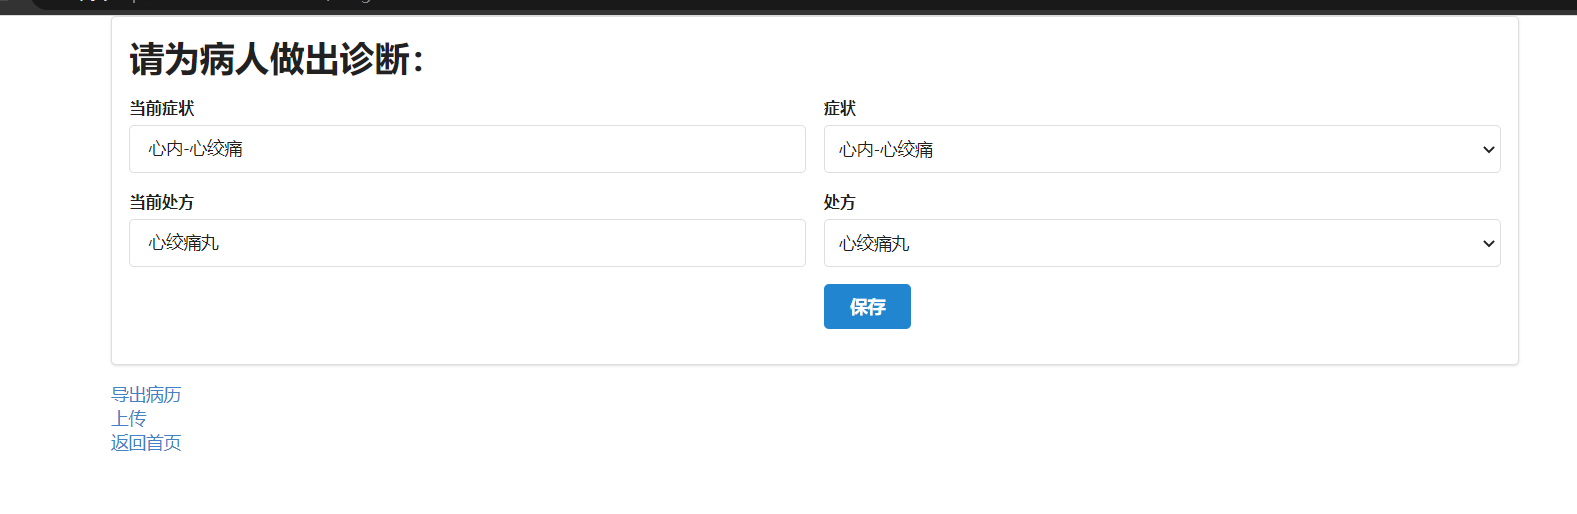 请为病人做出诊断：
当前症状
症状
心内-心绞痛
心内-心绞痛
当前处方
处方
心绞痛丸
心绞痛丸
保存
导出病历
上传
返回首页